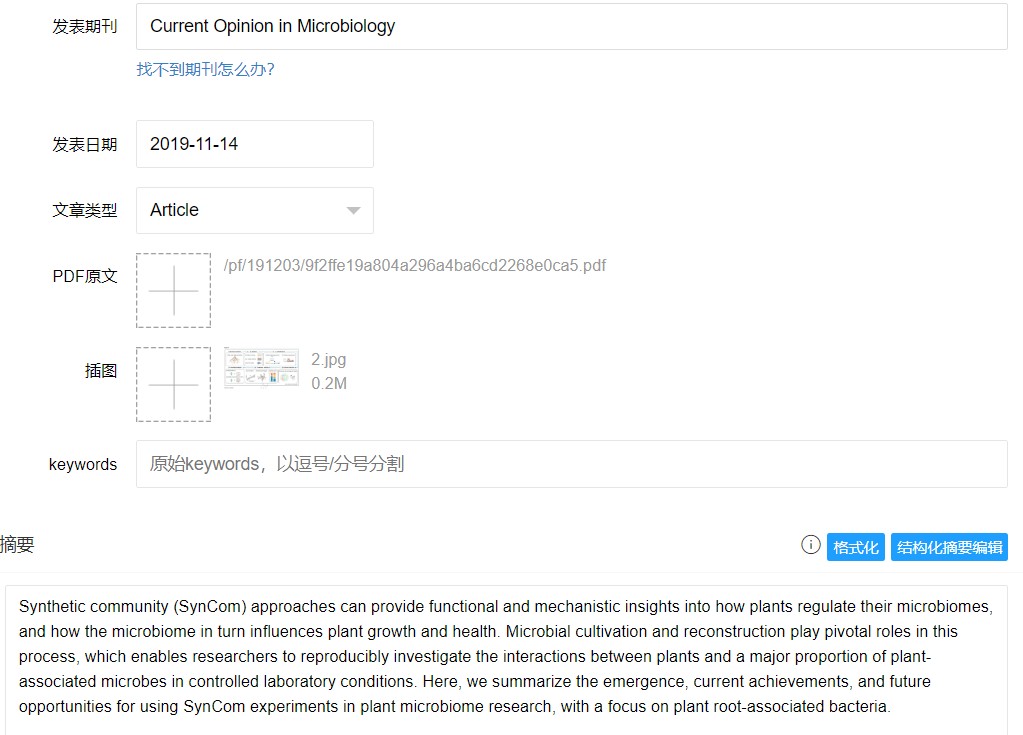 发表期刊 Current Opinion in Microbiology
找不到期刊怎么办?
发表日期 2019-11-14
文章类型 Article
PDF原文 /pf/191203/9f2ffe19a804a296a4ba6cd2268e0ca5.pdf
插图 2.jpg
0.2M
keywords 原始keywords，以逗号/分号分割
摘要 格式化 结构化摘要编辑
Synthetic community (SynCom) approaches can provide functional and mechanistic insights into how plants regulate their microbiomes,
and how the microbiome in turn influences plant growth and health. Microbial cultivation and reconstruction play pivotal roles in this
process, which enables researchers to reproducibly investigate the interactions between plants and a major proportion of plant-
associated microbes in controlled laboratory conditions. Here, we summarize the emergence, current achievements, and future
opportunities for using SynCom experiments in plant microbiome research, with a focus on plant root-associated bacteria.